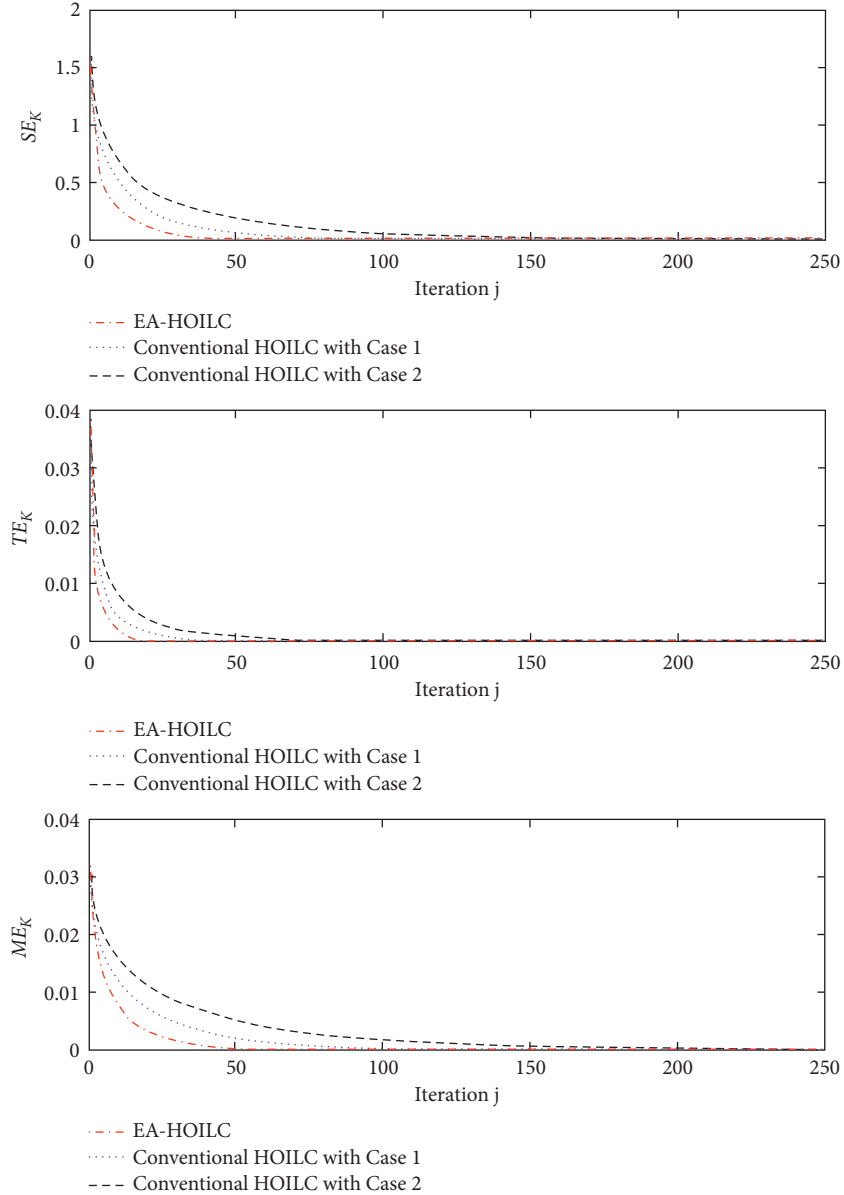 2
1.5
1
0.5
0
SE_K
0 50 100 150 200 250
Iteration j
EA-HOILC
Conventional HOILC with Case 1
Conventional HOILC with Case 2
0.04
0.03
0.02
0.01
0
TE_K
0 50 100 150 200 250
Iteration j
EA-HOILC
Conventional HOILC with Case 1
Conventional HOILC with Case 2
0.04
0.03
0.02
0.01
0
ME_K
0 50 100 150 200 250
Iteration j
EA-HOILC
Conventional HOILC with Case 1
Conventional HOILC with Case 2